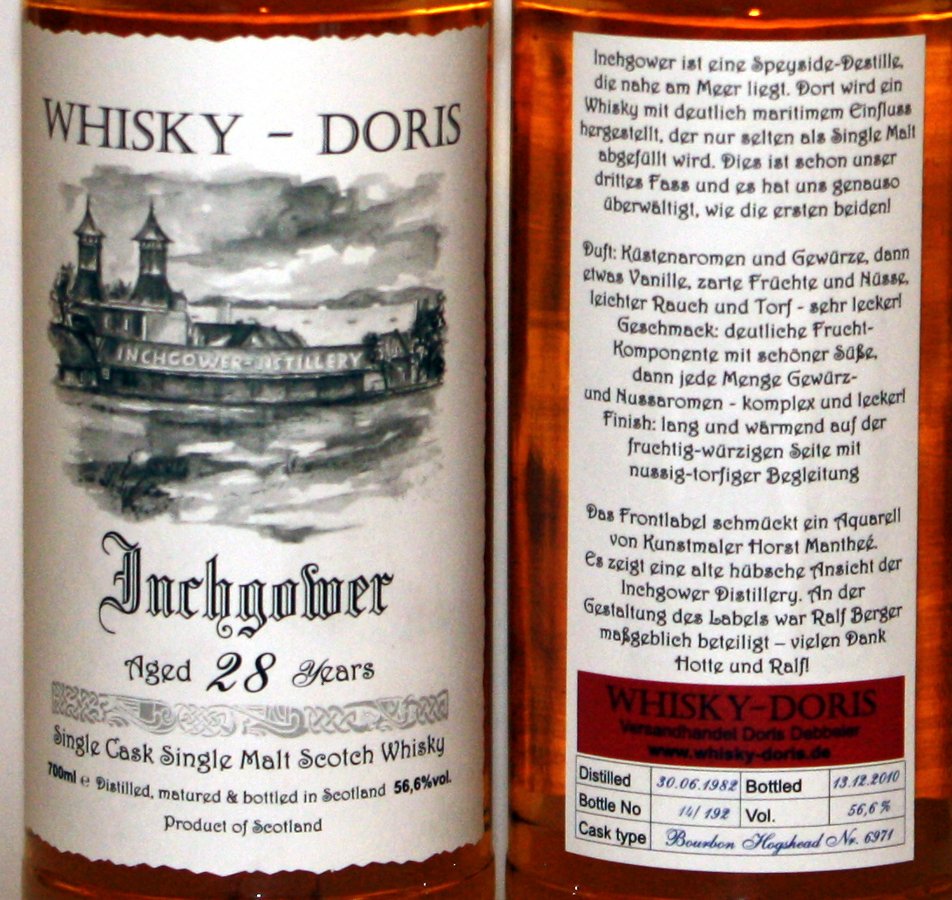 WHISKY - DORIS
INCHGOWER-DISTILLERY
Inchgower
Aged 28 Years
Single Cask Single Malt Scotch Whisky
700ml e Distilled, matured & bottled in Scotland 56,6%vol.
Product of Scotland
Inchgower ist eine Speyside-Destille,
die nahe am Meer liegt. Dort wird ein
Whisky mit deutlich maritimem Einfluss
hergestellt, der nur selten als Single Malt
abgefüllt wird. Dies ist schon unser
drittes Fass und es hat uns genauso
überwältigt, wie die ersten beiden!
Duft: Küstenaromen und Gewürze, dann
etwas Vanille, zarte Früchte und Nüsse,
leichter Rauch und Torf - sehr lecker!
Geschmack: deutliche Frucht-
Komponente mit schöner Süße,
dann jede Menge Gewürz-
und Nussaromen - komplex und lecker!
Finish: lang und wärmend auf der
fruchtig-würzigen Seite mit
nussig-torfiger Begleitung
Das Frontlabel schmückt ein Aquarell
von Kunstmaler Horst Mantheé.
Es zeigt eine alte hübsche Ansicht der
Inchgower Distillery. An der
Gestaltung des Labels war Ralf Berger
maßgeblich beteiligt – vielen Dank
Hotte und Ralf!
WHISKY-DORIS
Versandhandel Doris Debbeler
www.whisky-doris.de
Distilled 30.06.1982 Bottled 13.12.2010
Bottle No 14/ 192 Vol. 56,6 %
Cask type Bourbon Hogshead Nr. 6971